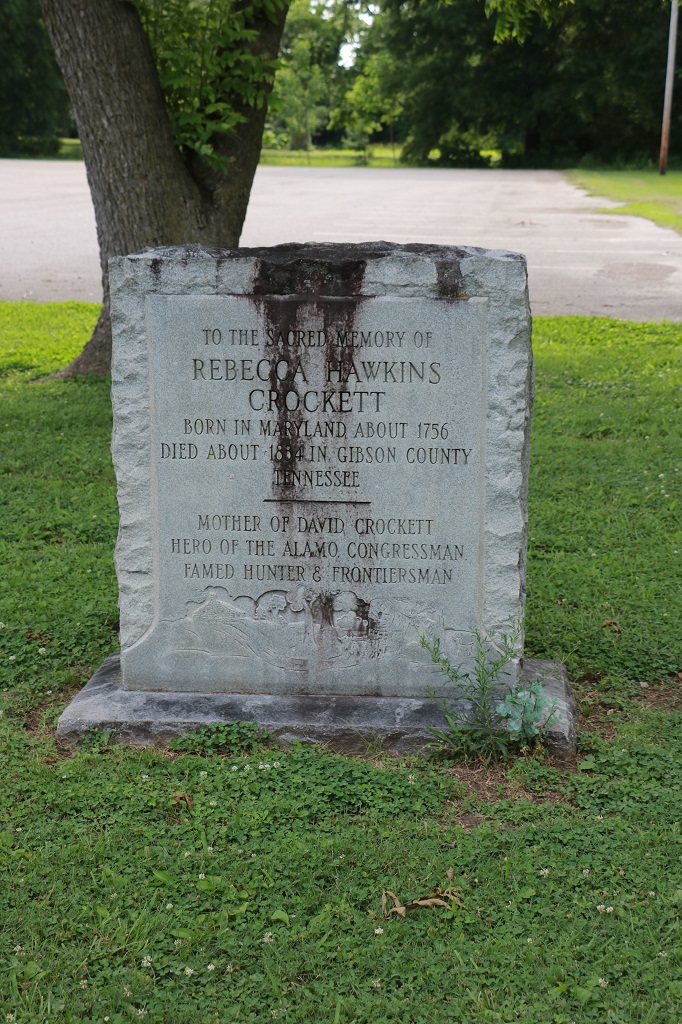 TO THE SACRED MEMORY OF
REBECCA HAWKINS
CROCKETT
BORN IN MARYLAND ABOUT 1756
DIED ABOUT 1834 IN GIBSON COUNTY
TENNESSEE
MOTHER OF DAVID CROCKETT
HERO OF THE ALAMO, CONGRESSMAN
FAMED HUNTER & FRONTIERSMAN